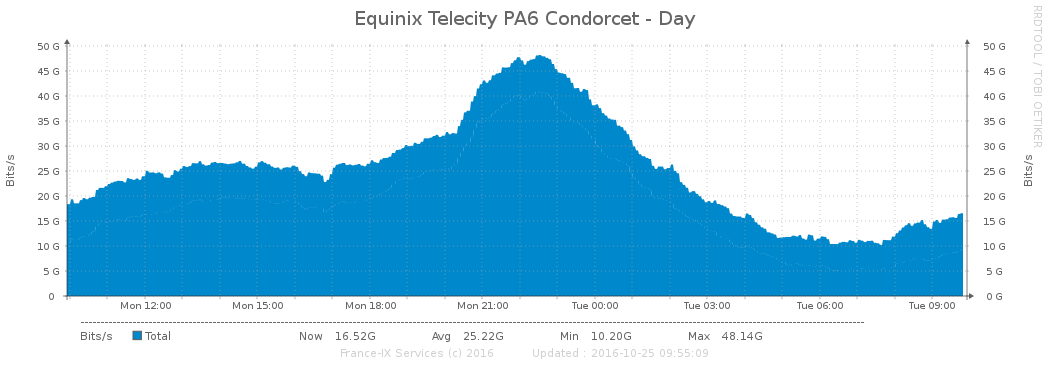 Equinix Telecity PA6 Condorcet - Day
RRDTOOL / TOBI OETIKER
Bits/s
Bits/s
50 G 50 G
45 G 45 G
40 G 40 G
35 G 35 G
30 G 30 G
25 G 25 G
20 G 20 G
15 G 15 G
10 G 10 G
5 G 5 G
0 0 G
Mon 12:00 Mon 15:00 Mon 18:00 Mon 21:00 Tue 00:00 Tue 03:00 Tue 06:00 Tue 09:00
Bits/s Total Now 16.52G Avg 25.22G Min 10.20G Max 48.14G
France-IX Services (c) 2016 Updated : 2016-10-25 09:55:09